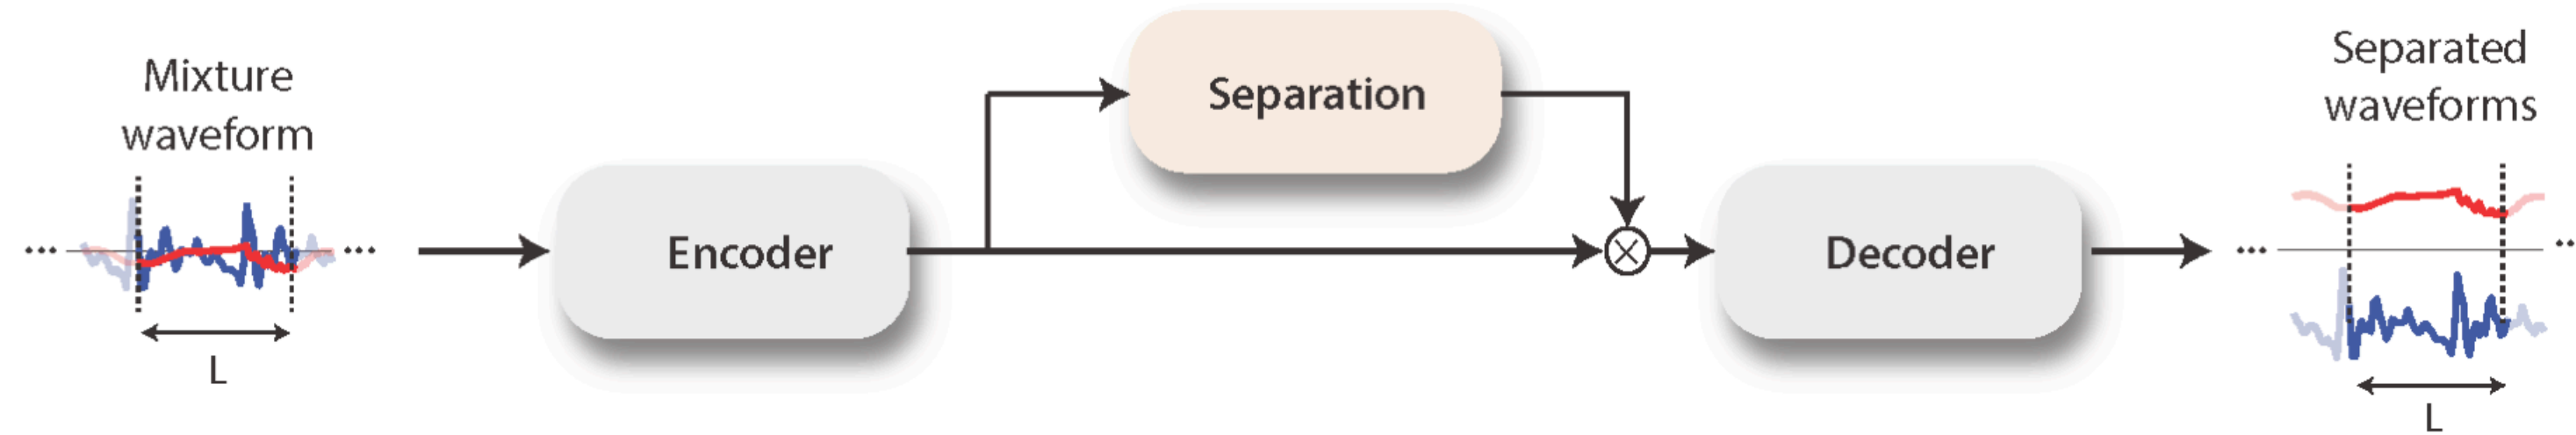 Mixture
waveform
L
Encoder
Separation
Decoder
Separated
waveforms
L